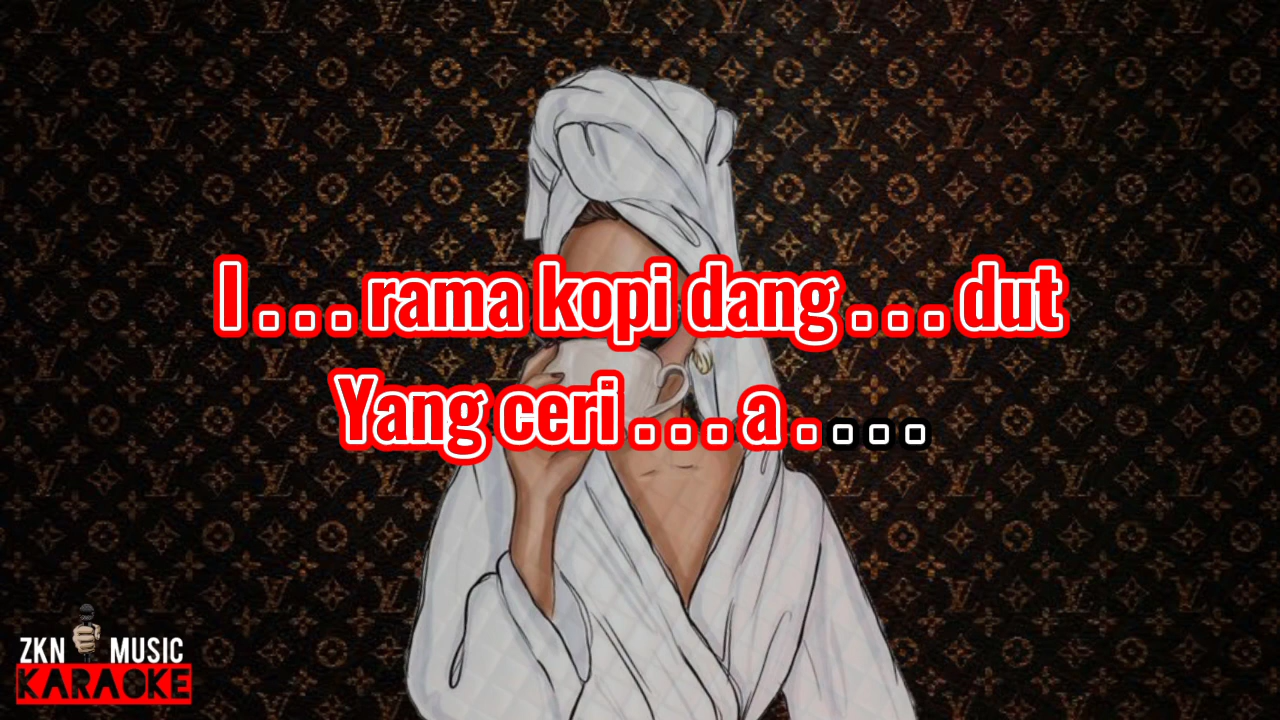 I . . . rama kopi dang . . . dut
Yang ceri . . . a . . . .
ZKN MUSIC
KARAOKE